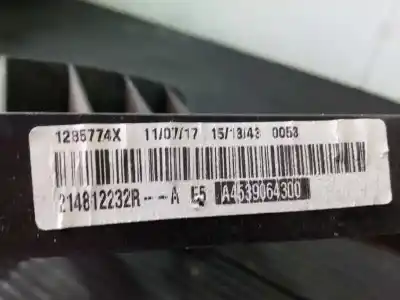 1285774X 11/07/17 15/13/43 0053
214812232R---A E5 A4539064300